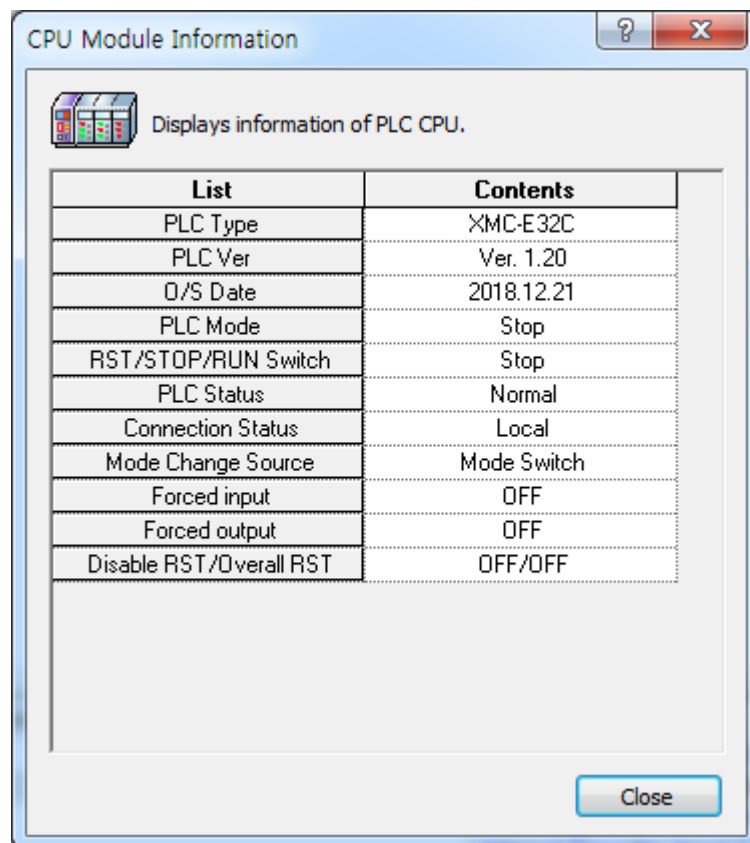 CPU Module Information
Displays information of PLC CPU.
List Contents
PLC Type XMC-E32C
PLC Ver Ver. 1.20
O/S Date 2018.12.21
PLC Mode Stop
RST/STOP/RUN Switch Stop
PLC Status Normal
Connection Status Local
Mode Change Source Mode Switch
Forced input OFF
Forced output OFF
Disable RST/Overall RST OFF/OFF
Close